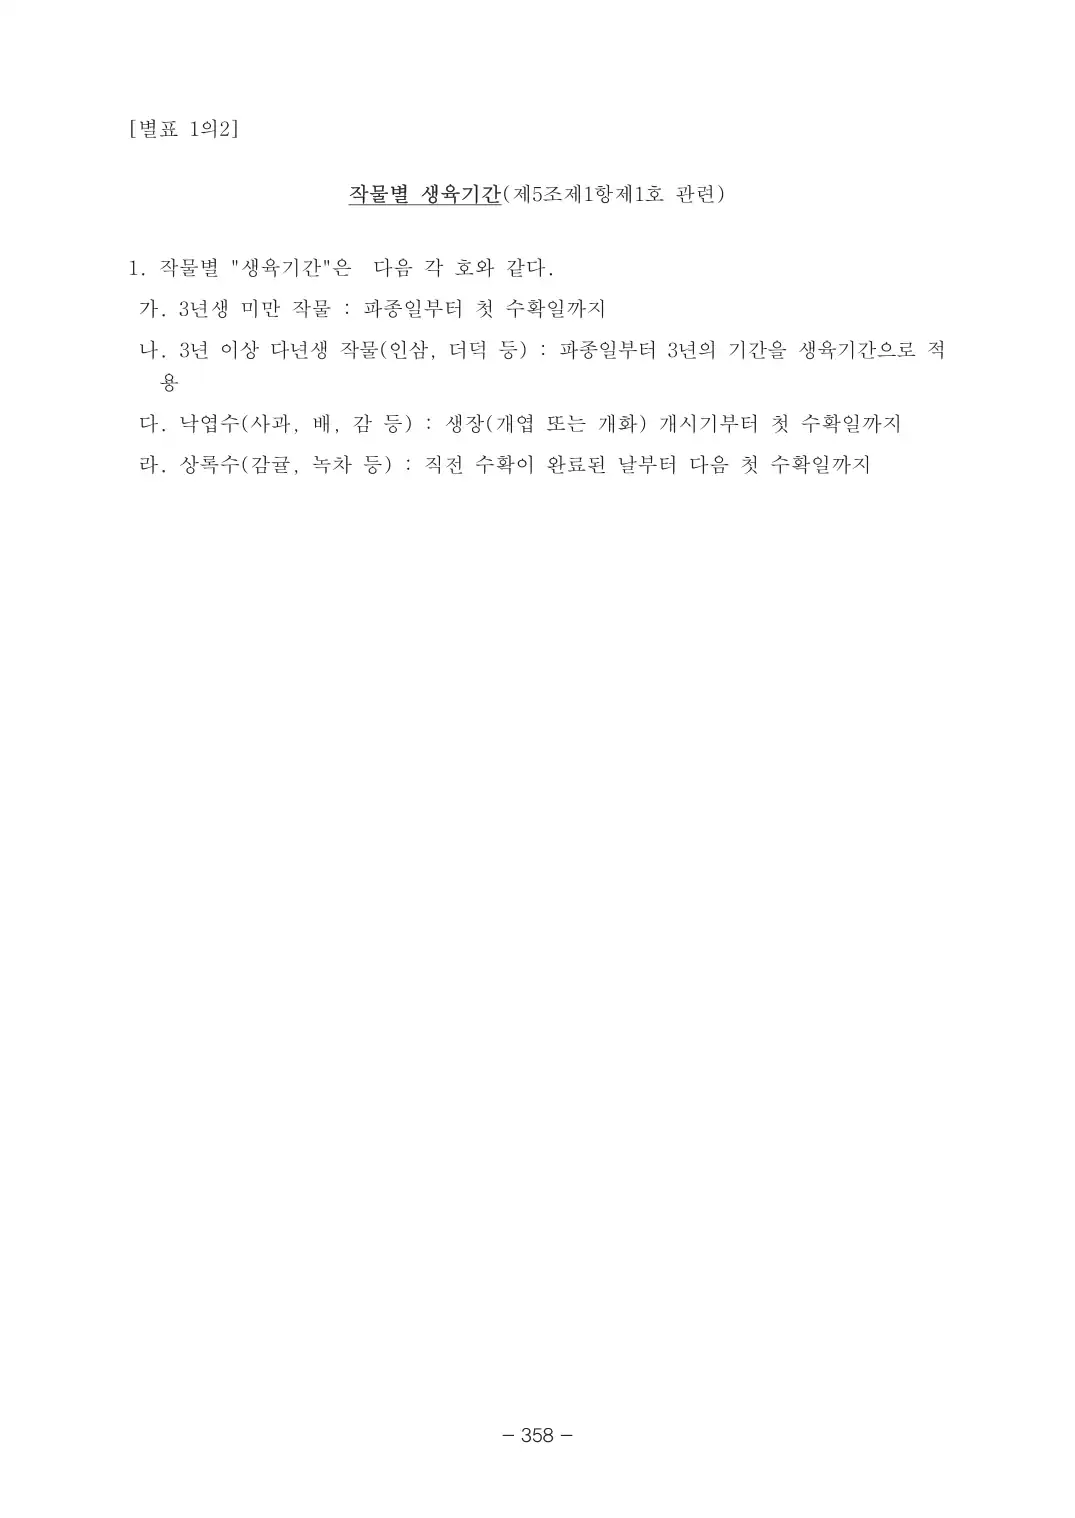 [별표 1의2]
작물별 생육기간(제5조제1항제1호 관련)
1. 작물별 "생육기간"은 다음 각 호와 같다.
가. 3년생 미만 작물 : 파종일부터 첫 수확일까지
나. 3년 이상 다년생 작물(인삼, 더덕 등) : 파종일부터 3년의 기간을 생육기간으로 적
용
다. 낙엽수(사과, 배, 감 등) : 생장(개엽 또는 개화) 개시기부터 첫 수확일까지
라. 상록수(감귤, 녹차 등) : 직전 수확이 완료된 날부터 다음 첫 수확일까지
- 358 -